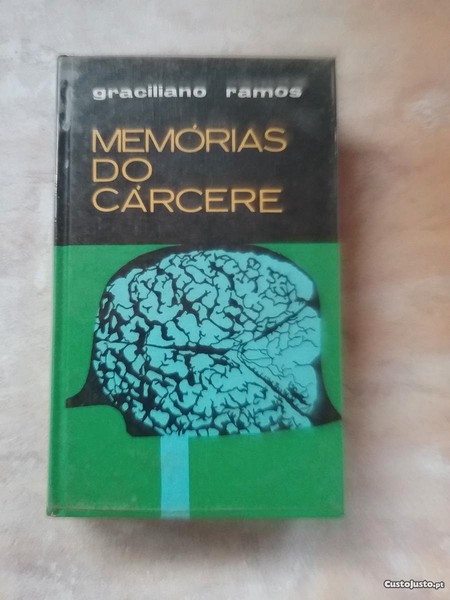 graciliano ramos
MEMÓRIAS
DO
CÁRCERE
Custojusto.pt